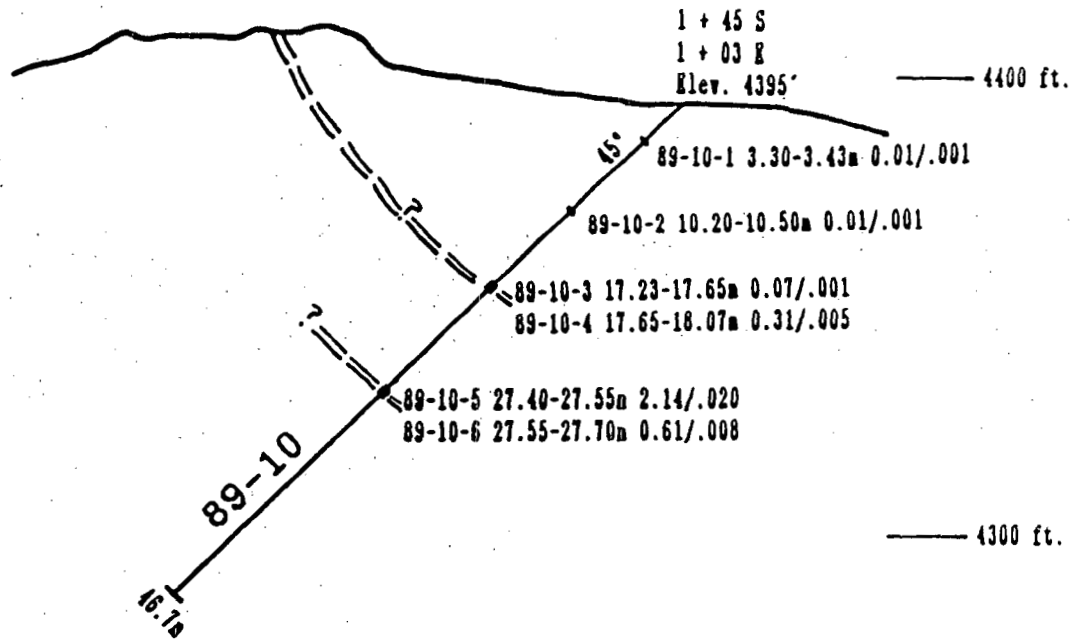 1 + 45 S
1 + 03 E
Elev. 4395'
4400 ft.
45°
89-10-1 3.30-3.43m 0.01/.001
89-10-2 10.20-10.50m 0.01/.001
?
89-10-3 17.23-17.65m 0.07/.001
89-10-4 17.65-18.07m 0.31/.005
?
89-10-5 27.40-27.55m 2.14/.020
89-10-6 27.55-27.70m 0.61/.008
89-10
4300 ft.
46.7m